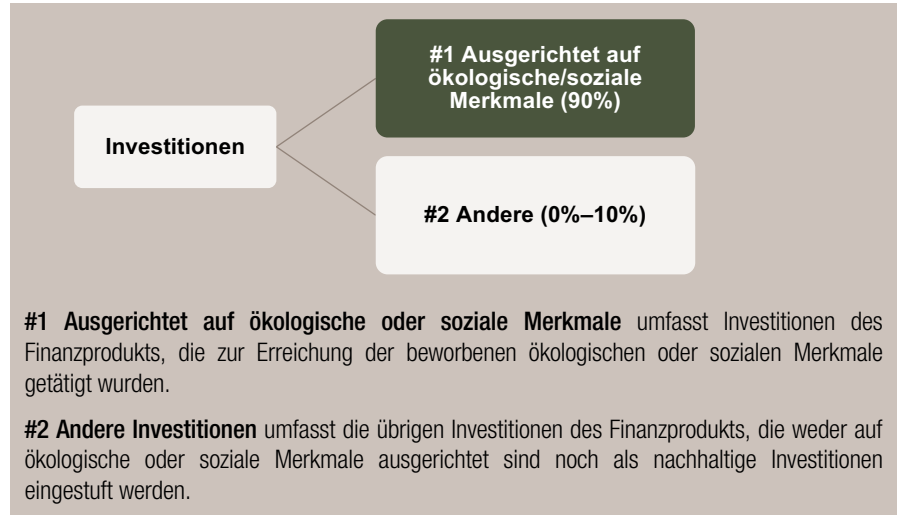 #1 Ausgerichtet auf
ökologische/soziale
Merkmale (90%)
Investitionen
#2 Andere (0%–10%)
#1 Ausgerichtet auf ökologische oder soziale Merkmale umfasst Investitionen des
Finanzprodukts, die zur Erreichung der beworbenen ökologischen oder sozialen Merkmale
getätigt wurden.
#2 Andere Investitionen umfasst die übrigen Investitionen des Finanzprodukts, die weder auf
ökologische oder soziale Merkmale ausgerichtet sind noch als nachhaltige Investitionen
eingestuft werden.